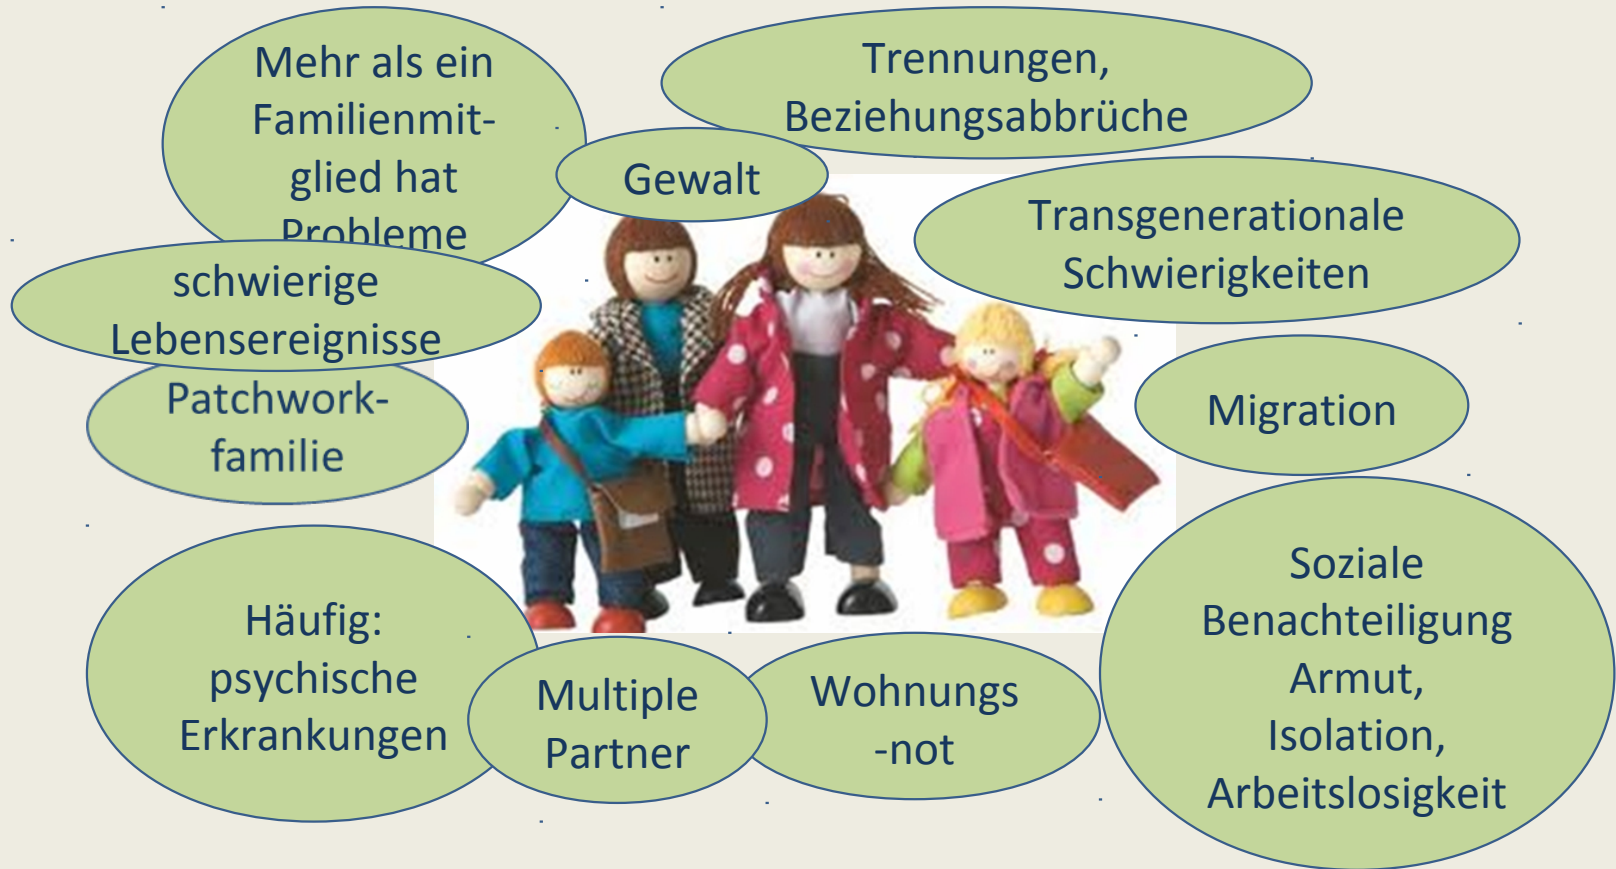 Mehr als ein
Familienmit-
glied hat
Probleme
Trennungen,
Beziehungsabbrüche
Gewalt
Transgenerationale
Schwierigkeiten
schwierige
Lebensereignisse
Patchwork-
familie
Migration
Häufig:
psychische
Erkrankungen
Multiple
Partner
Wohnungs
-not
Soziale
Benachteiligung
Armut,
Isolation,
Arbeitslosigkeit